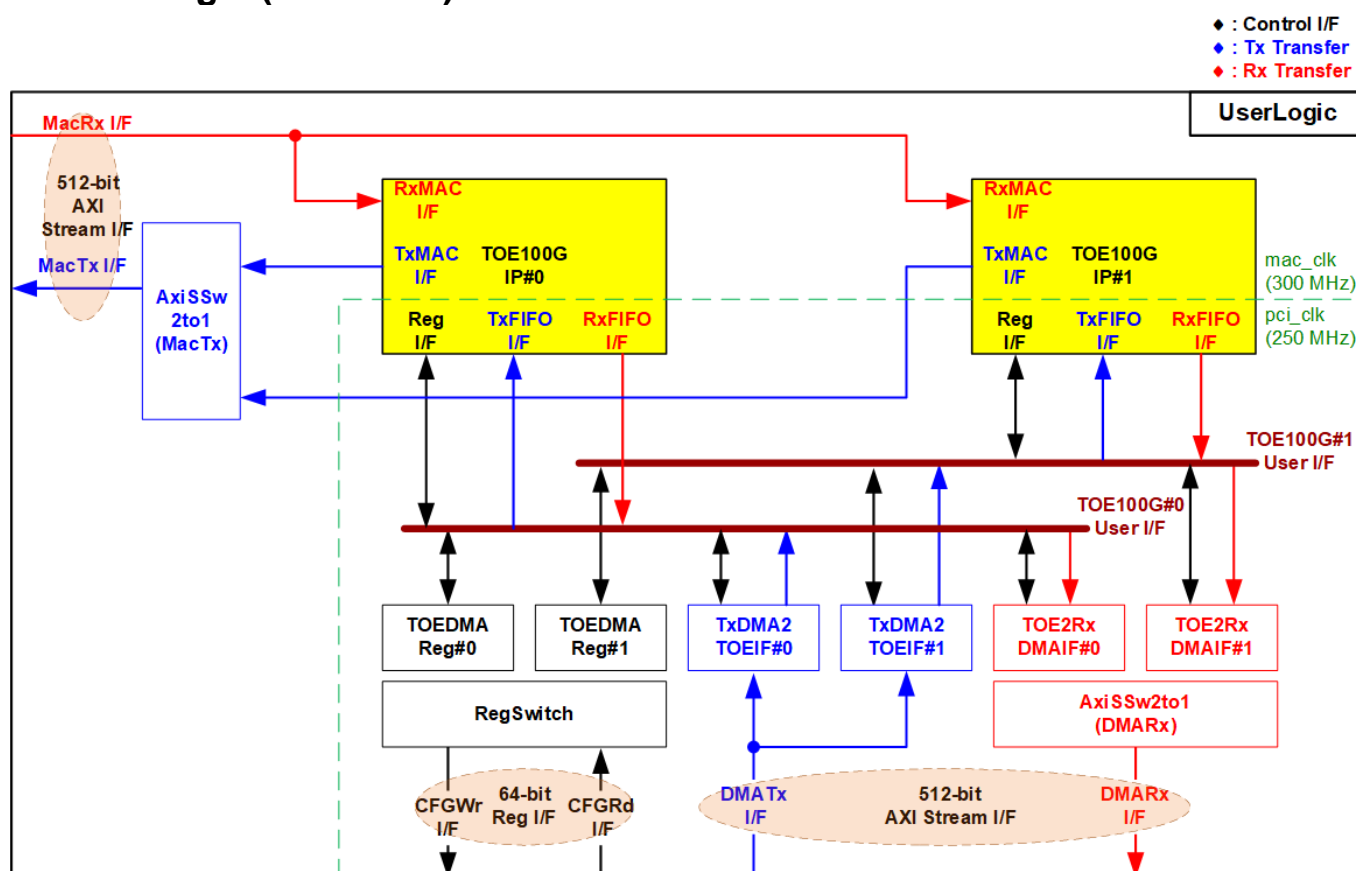 ◆ : Control I/F
◆ : Tx Transfer
◆ : Rx Transfer
UserLogic
MacRx I/F
512-bit
AXI
Stream I/F
MacTx I/F
AxiSSw
2to1
(MacTx)
RxMAC
I/F
TxMAC
I/F
TOE100G
IP#0
Reg
I/F
TxFIFO
I/F
RxFIFO
I/F
RxMAC
I/F
TxMAC
I/F
TOE100G
IP#1
Reg
I/F
TxFIFO
I/F
RxFIFO
I/F
mac_clk
(300 MHz)
pci_clk
(250 MHz)
TOE100G#1
User I/F
TOE100G#0
User I/F
TOEDMA
Reg#0
TOEDMA
Reg#1
TxDMA2
TOEIF#0
TxDMA2
TOEIF#1
TOE2Rx
DMAIF#0
TOE2Rx
DMAIF#1
RegSwitch
AxiSSw2to1
(DMARx)
CFGWr
I/F
64-bit
Reg I/F
CFGRd
I/F
DMATx
I/F
512-bit
AXI Stream I/F
DMARx
I/F